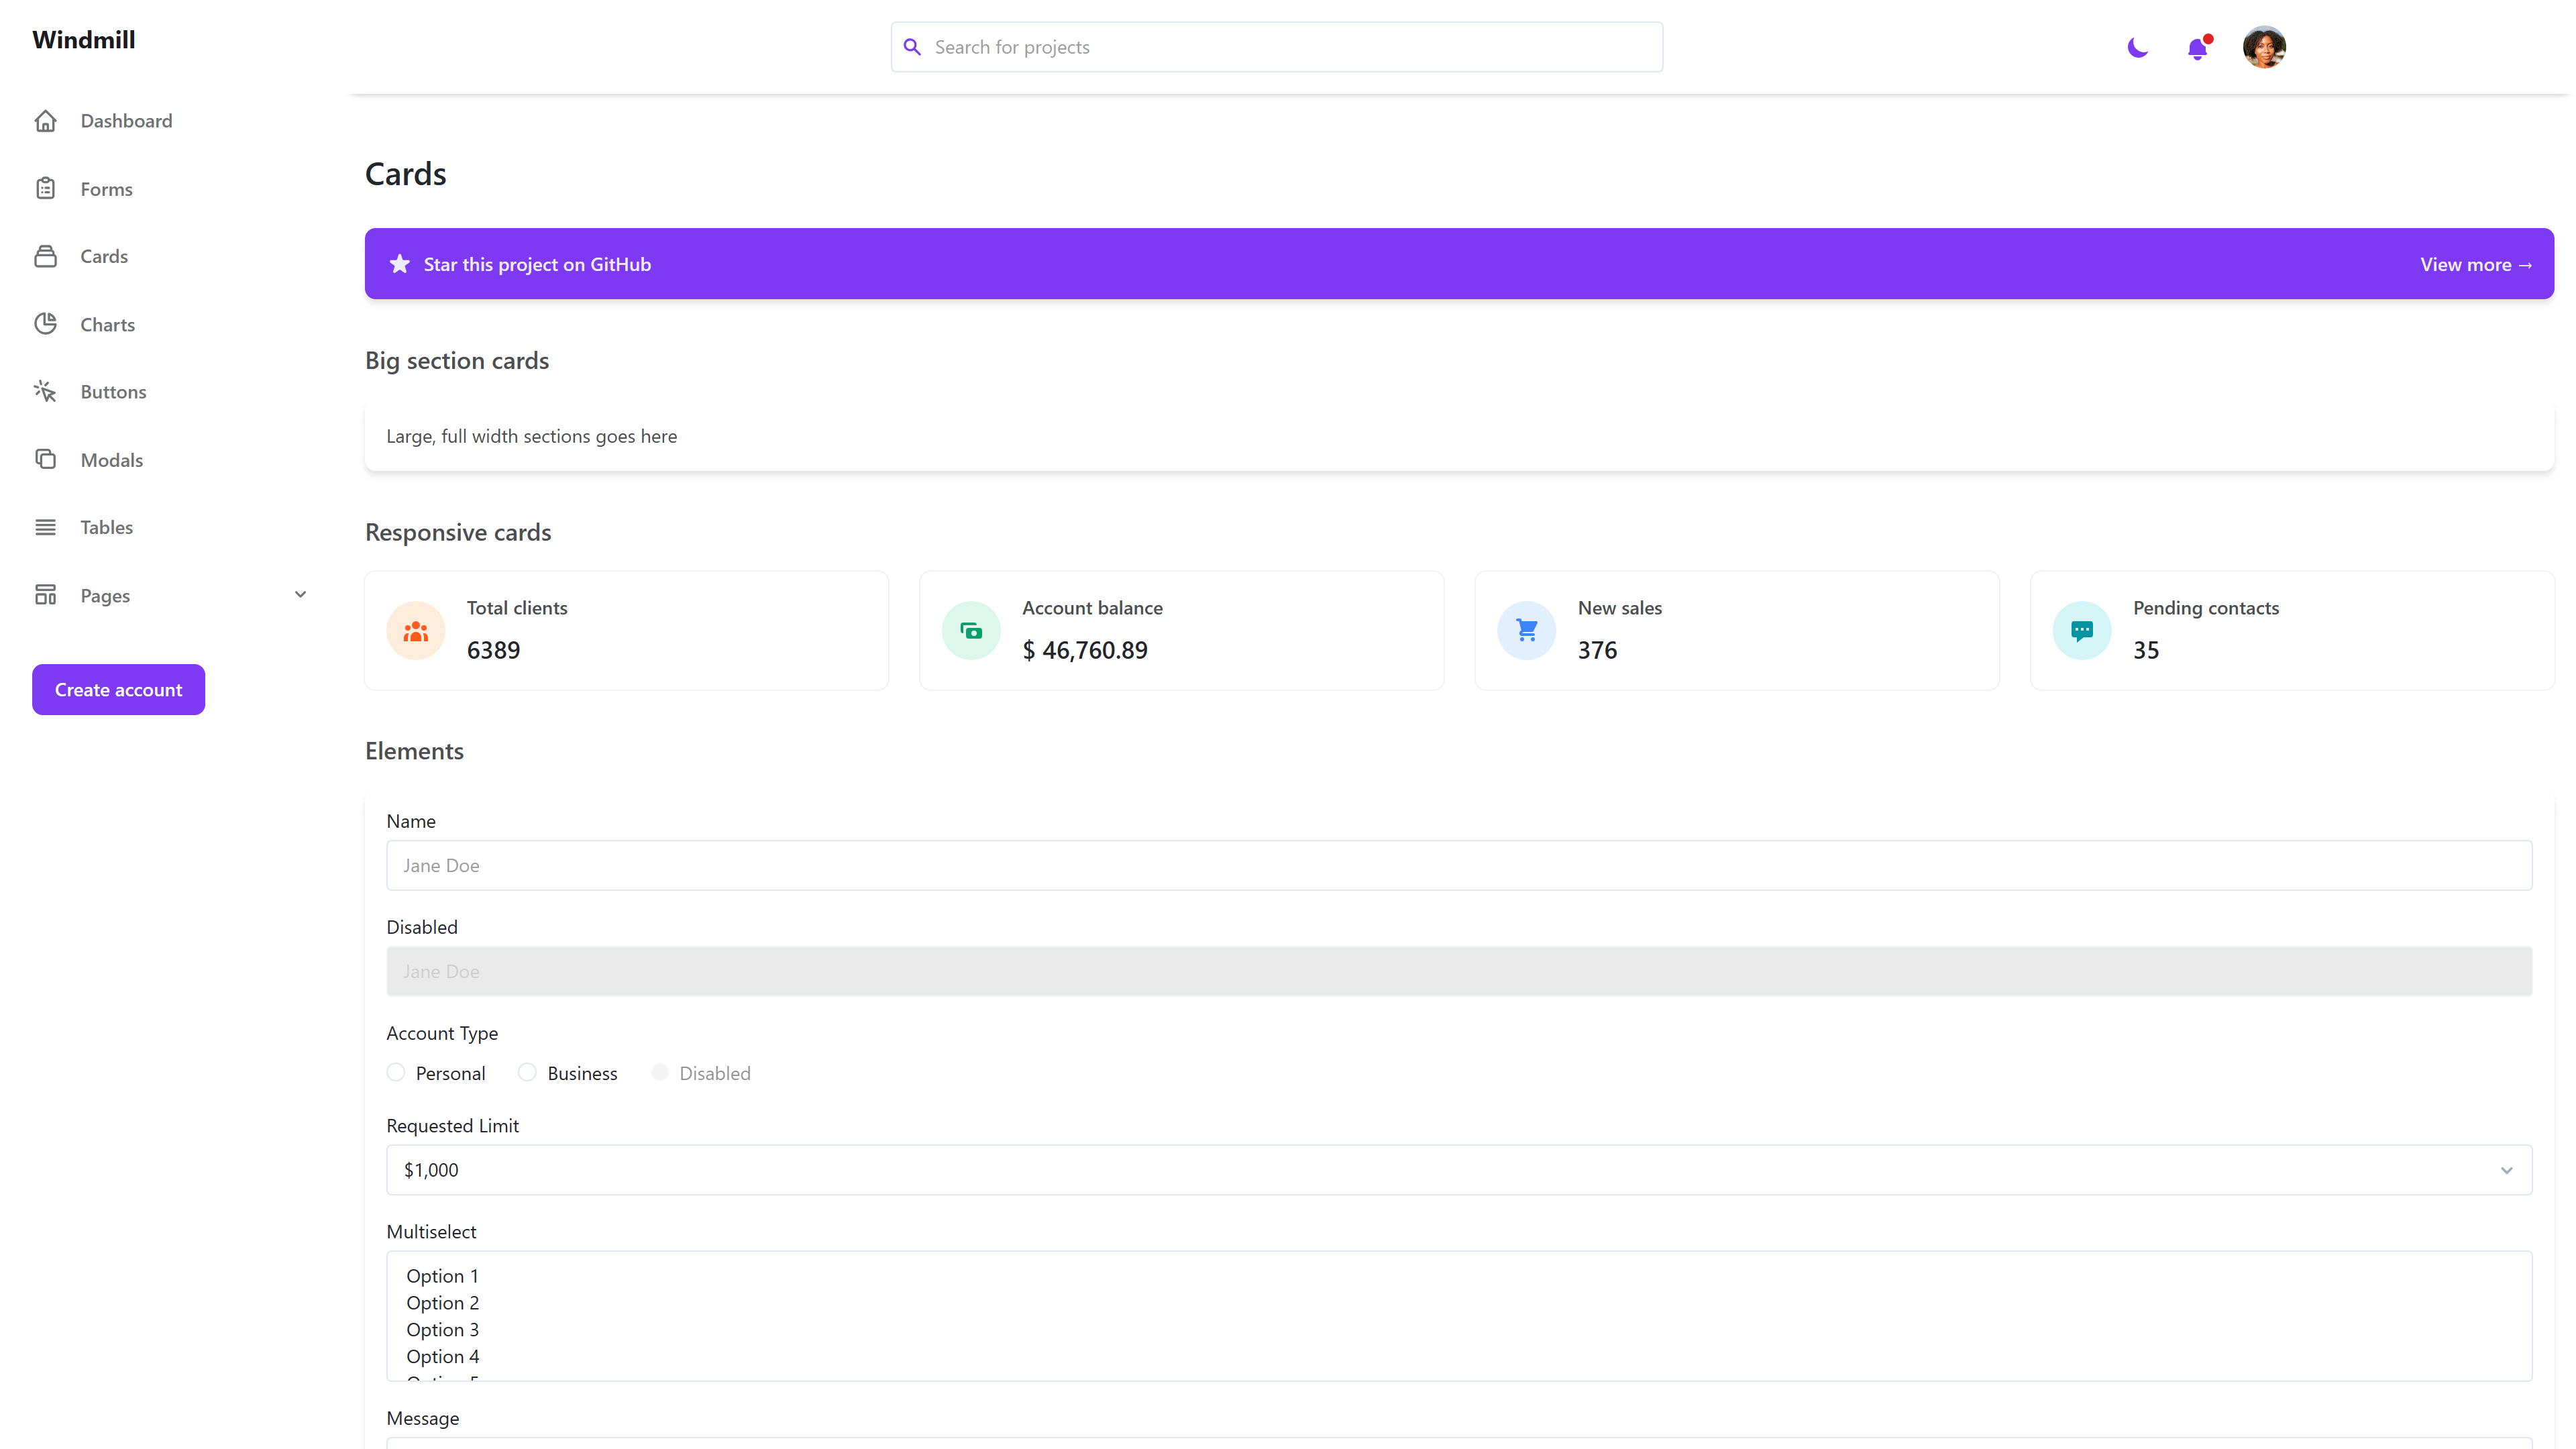 Windmill
Search for projects
Dashboard
Forms
Cards
Charts
Buttons
Modals
Tables
Pages
Create account
Cards
Star this project on GitHub
View more →
Big section cards
Large, full width sections goes here
Responsive cards
Total clients
6389
Account balance
$ 46,760.89
New sales
376
Pending contacts
35
Elements
Name
Jane Doe
Disabled
Jane Doe
Account Type
Personal
Business
Disabled
Requested Limit
$1,000
Multiselect
Option 1
Option 2
Option 3
Option 4
Message